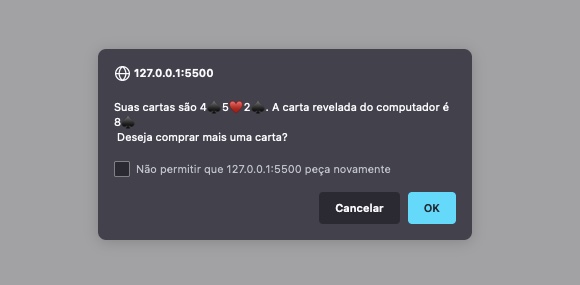 127.0.0.1:5500
Suas cartas são 4♠️5♥️2♠️. A carta revelada do computador é
8♠️
Deseja comprar mais uma carta?
Não permitir que 127.0.0.1:5500 peça novamente
Cancelar
OK